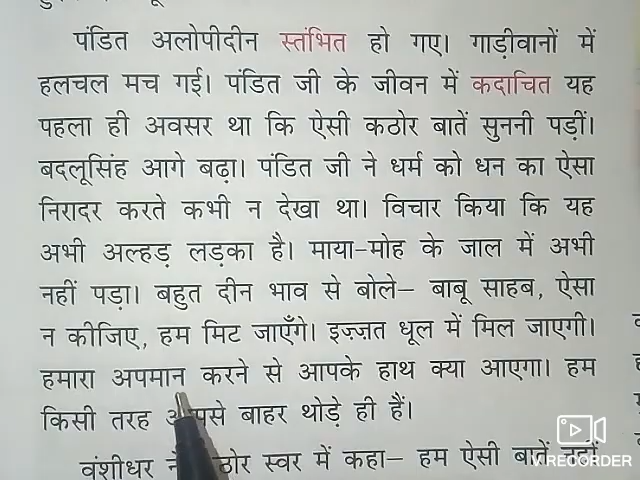 पंडित अलोपीदीन स्तंभित हो गए। गाड़ीवानों में
हलचल मच गई। पंडित जी के जीवन में कदाचित यह
पहला ही अवसर था कि ऐसी कठोर बातें सुननी पड़ीं।
बदलूसिंह आगे बढ़ा। पंडित जी ने धर्म को धन का ऐसा
निरादर करते कभी न देखा था। विचार किया कि यह
अभी अल्हड़ लड़का है। माया-मोह के जाल में अभी
नहीं पड़ा। बहुत दीन भाव से बोले– बाबू साहब, ऐसा
न कीजिए, हम मिट जाएँगे। इज़्ज़त धूल में मिल जाएगी।
हमारा अपमान करने से आपके हाथ क्या आएगा। हम
किसी तरह बाहर थोड़े ही हैं।
वंशीधर स्वर में कहा– हम ऐसी बातें
V RECORDER